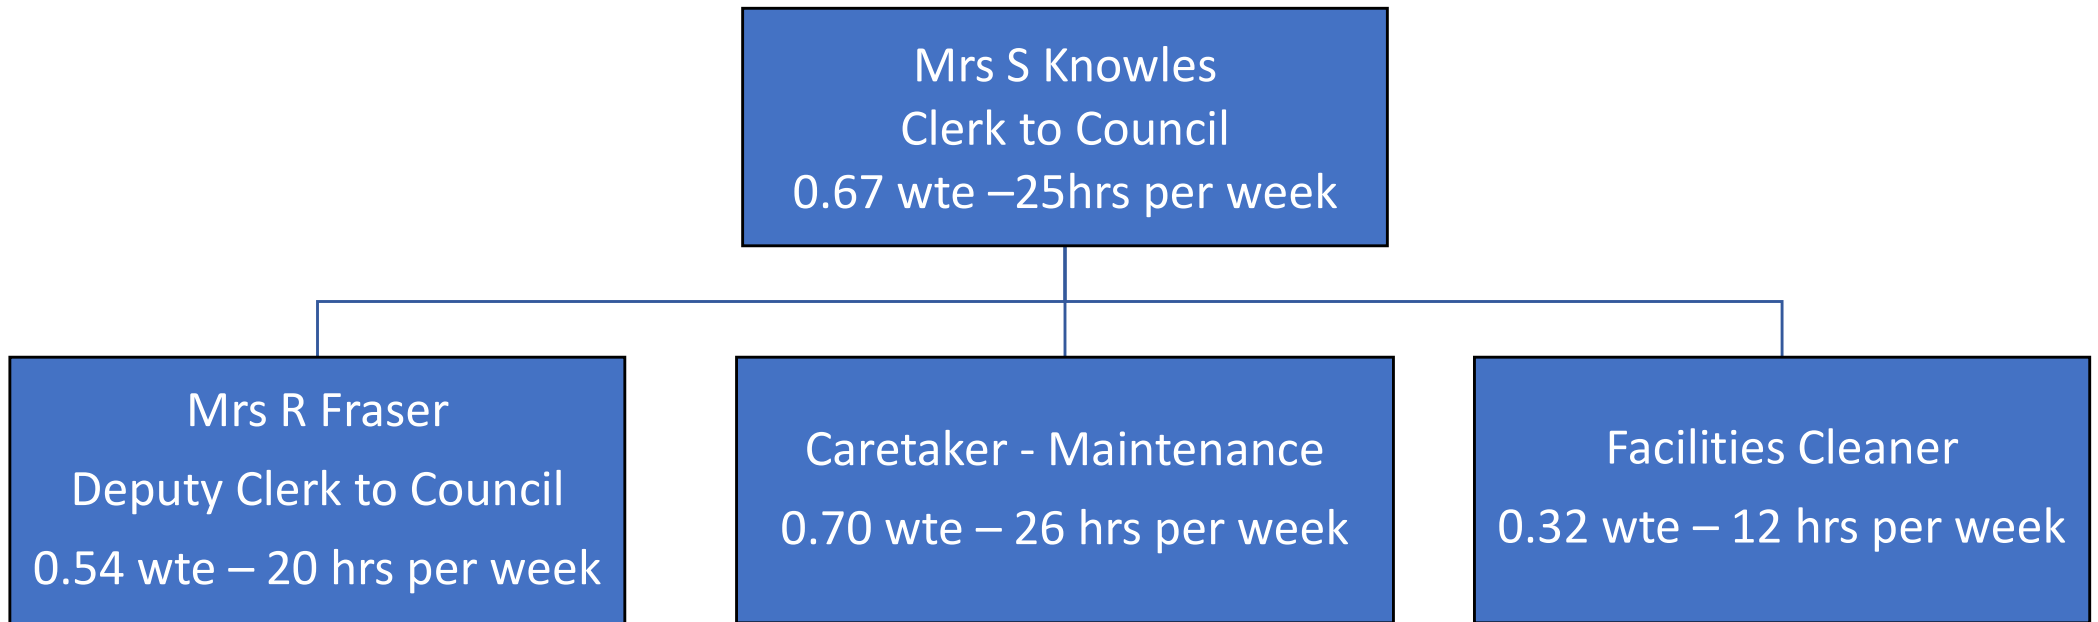 Mrs S Knowles
Clerk to Council
0.67 wte –25hrs per week
Mrs R Fraser
Deputy Clerk to Council
0.54 wte – 20 hrs per week
Caretaker - Maintenance
0.70 wte – 26 hrs per week
Facilities Cleaner
0.32 wte – 12 hrs per week